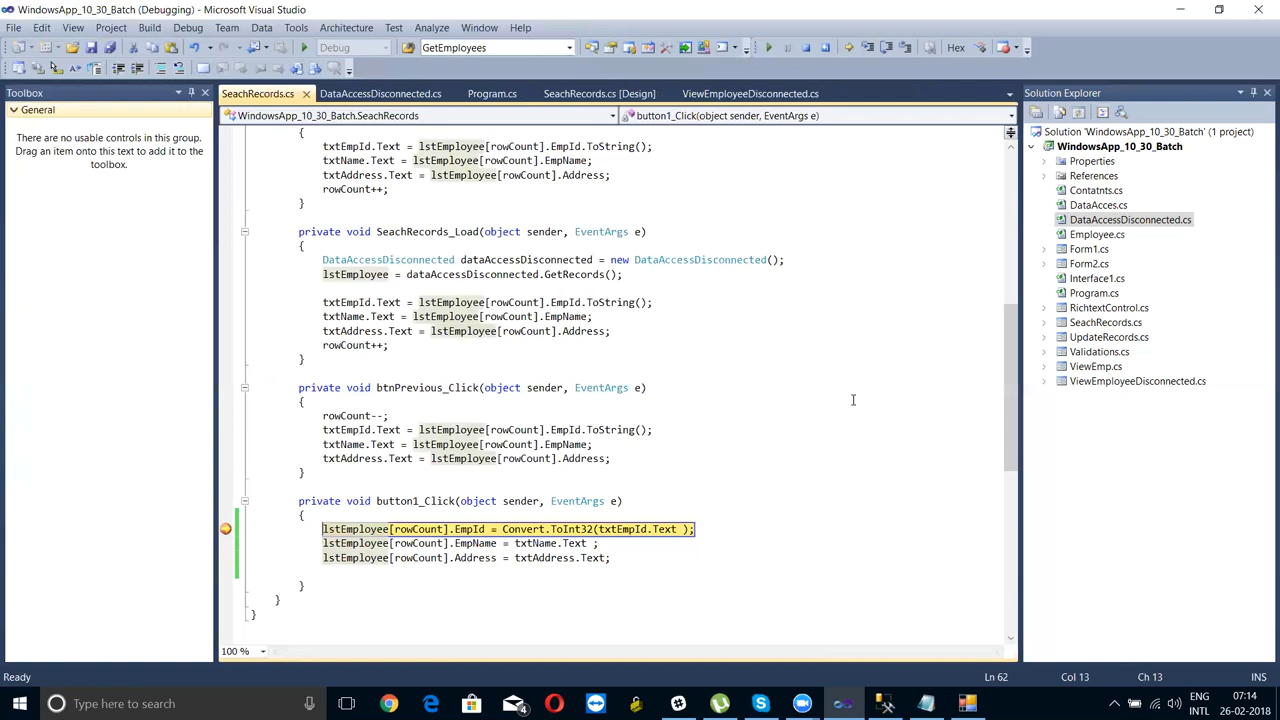 WindowsApp_10_30_Batch (Debugging) - Microsoft Visual Studio
File Edit View Project Build Debug Team Data Tools Architecture Test Analyze Window Help
Debug GetEmployees Hex
Toolbox
General
There are no usable controls in this group.
Drag an item onto this text to add it to the
toolbox.
SeachRecords.cs DataAccessDisconnected.cs Program.cs SeachRecords.cs [Design] ViewEmployeeDisconnected.cs
WindowsApp_10_30_Batch.SeachRecords button1_Click(object sender, EventArgs e)
{
txtEmpId.Text = lstEmployee[rowCount].EmpId.ToString();
txtName.Text = lstEmployee[rowCount].EmpName;
txtAddress.Text = lstEmployee[rowCount].Address;
rowCount++;
}
private void SeachRecords_Load(object sender, EventArgs e)
{
DataAccessDisconnected dataAccessDisconnected = new DataAccessDisconnected();
lstEmployee = dataAccessDisconnected.GetRecords();
txtEmpId.Text = lstEmployee[rowCount].EmpId.ToString();
txtName.Text = lstEmployee[rowCount].EmpName;
txtAddress.Text = lstEmployee[rowCount].Address;
rowCount++;
}
private void btnPrevious_Click(object sender, EventArgs e)
{
rowCount--;
txtEmpId.Text = lstEmployee[rowCount].EmpId.ToString();
txtName.Text = lstEmployee[rowCount].EmpName;
txtAddress.Text = lstEmployee[rowCount].Address;
}
private void button1_Click(object sender, EventArgs e)
{
lstEmployee[rowCount].EmpId = Convert.ToInt32(txtEmpId.Text );
lstEmployee[rowCount].EmpName = txtName.Text ;
lstEmployee[rowCount].Address = txtAddress.Text;
}
}
}
100 %
Solution Explorer
Solution 'WindowsApp_10_30_Batch' (1 project)
WindowsApp_10_30_Batch
Properties
References
Contatnts.cs
DataAcces.cs
DataAccessDisconnected.cs
Employee.cs
Form1.cs
Form2.cs
Interface1.cs
Program.cs
RichtextControl.cs
SeachRecords.cs
UpdateRecords.cs
Validations.cs
ViewEmp.cs
ViewEmployeeDisconnected.cs
Ready Ln 62 Col 13 Ch 13 INS
Type here to search
4
ENG 07:14
INTL 26-02-2018